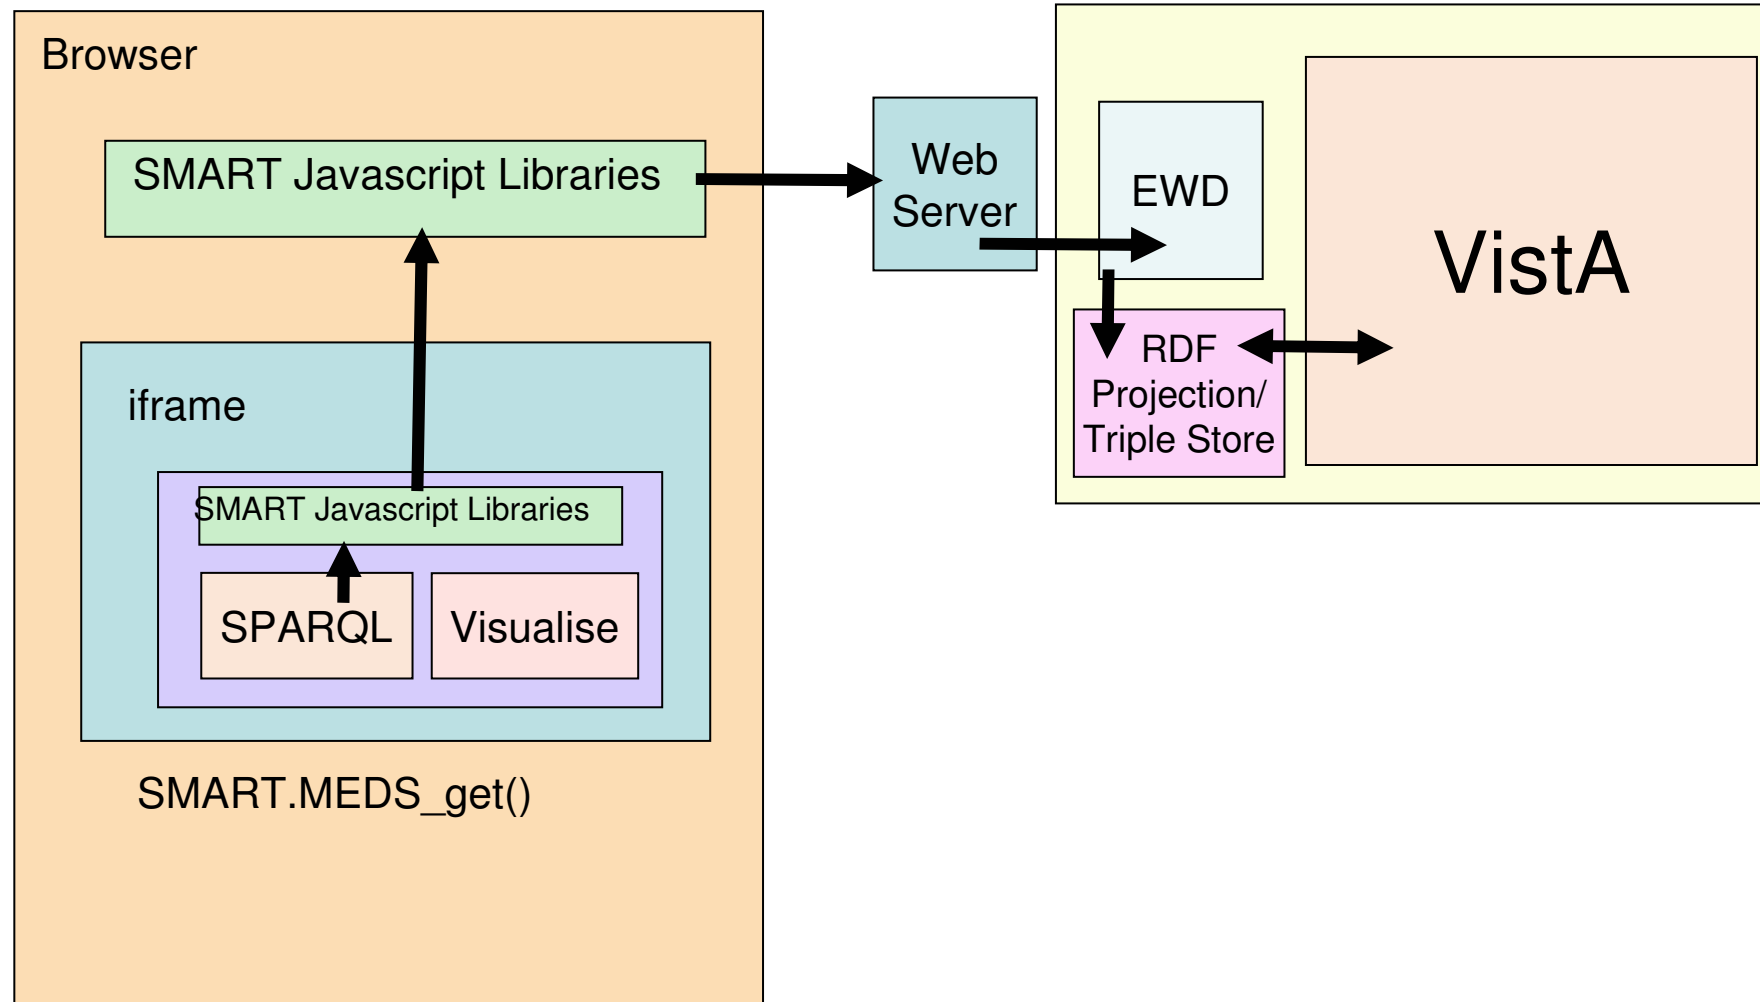 Browser
SMART Javascript Libraries
iframe
SMART Javascript Libraries
SPARQL
Visualise
SMART.MEDS_get()
Web
Server
EWD
RDF
Projection/
Triple Store
VistA